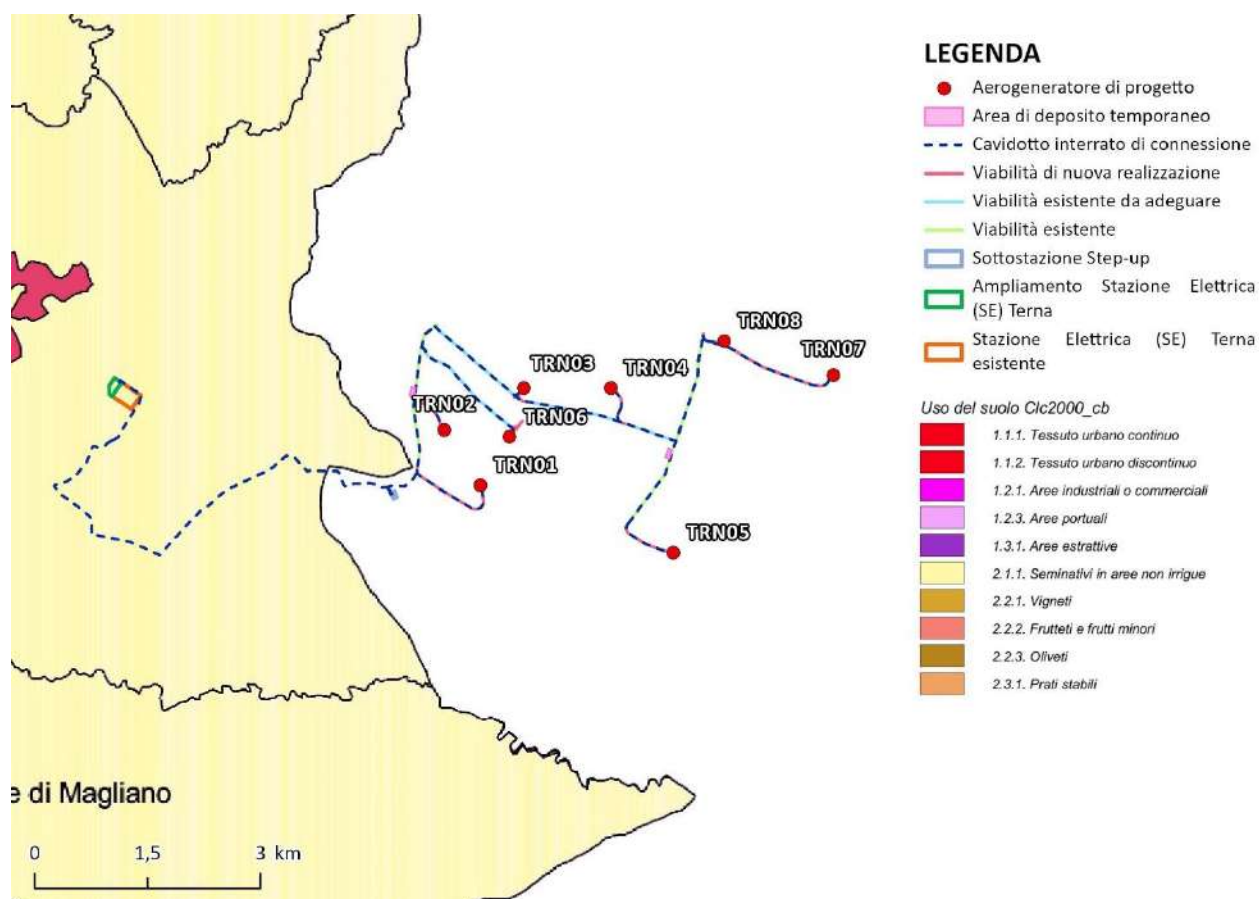 LEGENDA
Aerogeneratore di progetto
Area di deposito temporaneo
Cavidotto interrato di connessione
Viabilità di nuova realizzazione
Viabilità esistente da adeguare
Viabilità esistente
Sottostazione Step-up
Ampliamento Stazione Elettrica
(SE) Terna
Stazione Elettrica (SE) Terna
esistente
Uso del suolo Clc2000_cb
1.1.1. Tessuto urbano continuo
1.1.2. Tessuto urbano discontinuo
1.2.1. Aree industriali o commerciali
1.2.3. Aree portuali
1.3.1. Aree estrattive
2.1.1. Seminativi in aree non irrigue
2.2.1. Vigneti
2.2.2. Frutteti e frutti minori
2.2.3. Oliveti
2.3.1. Prati stabili
TRN08
TRN07
TRN03
TRN04
TRN02
TRN06
TRN01
TRN05
e di Magliano
0 1,5 3 km